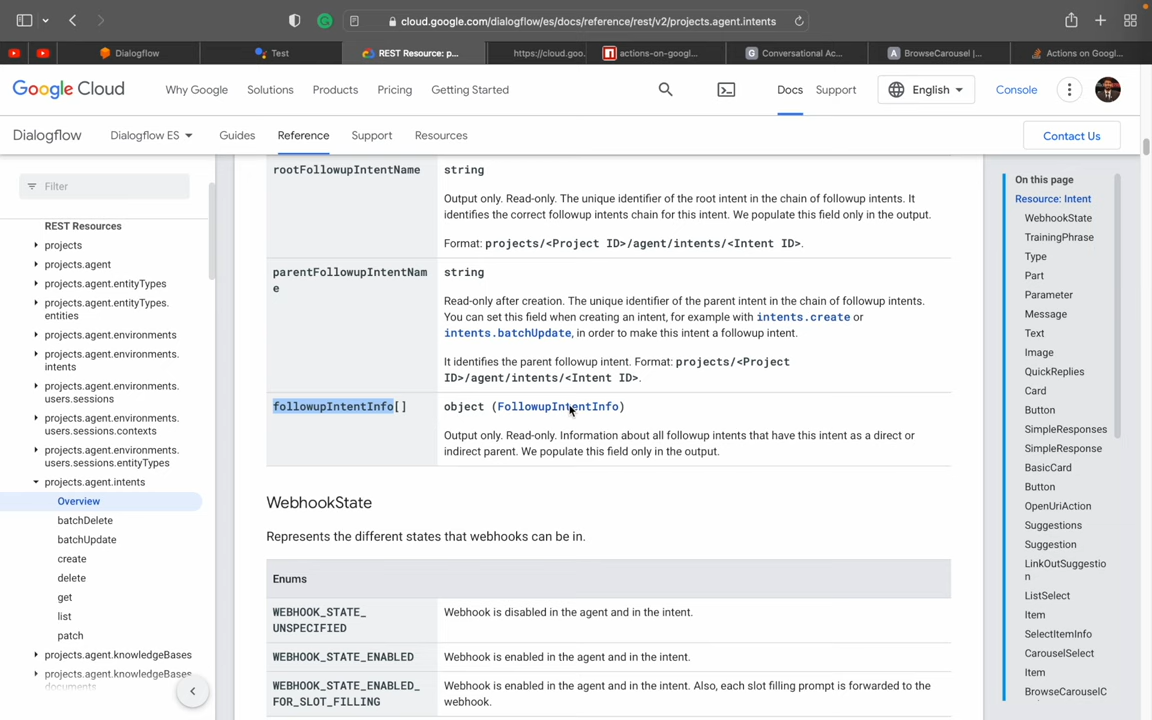 cloud.google.com/dialogflow/es/docs/reference/rest/v2/projects.agent.intents
Dialogflow
Test
REST Resource: p...
https://cloud.goo...
actions-on-googl...
Conversational Ac...
BrowseCarousel |...
Actions on Googl...
Google Cloud
Why Google
Solutions
Products
Pricing
Getting Started
Docs
Support
English
Console
Dialogflow
Dialogflow ES
Guides
Reference
Support
Resources
Contact Us
Filter
REST Resources
projects
projects.agent
projects.agent.entityTypes
projects.agent.entityTypes.
entities
projects.agent.environments
projects.agent.environments.
intents
projects.agent.environments.
users.sessions
projects.agent.environments.
users.sessions.contexts
projects.agent.environments.
users.sessions.entityTypes
projects.agent.intents
Overview
batchDelete
batchUpdate
create
delete
get
list
patch
projects.agent.knowledgeBases
projects.agent.knowledgeBases.
documents
rootFollowupIntentName
string
Output only. Read-only. The unique identifier of the root intent in the chain of followup intents. It
identifies the correct followup intents chain for this intent. We populate this field only in the output.
Format: projects/<Project ID>/agent/intents/<Intent ID>.
parentFollowupIntentNam
e
string
Read-only after creation. The unique identifier of the parent intent in the chain of followup intents.
You can set this field when creating an intent, for example with intents.create or
intents.batchUpdate, in order to make this intent a followup intent.
It identifies the parent followup intent. Format: projects/<Project
ID>/agent/intents/<Intent ID>.
followupIntentInfo[]
object (FollowupIntentInfo)
Output only. Read-only. Information about all followup intents that have this intent as a direct or
indirect parent. We populate this field only in the output.
WebhookState
Represents the different states that webhooks can be in.
Enums
WEBHOOK_STATE_
UNSPECIFIED
Webhook is disabled in the agent and in the intent.
WEBHOOK_STATE_ENABLED
Webhook is enabled in the agent and in the intent.
WEBHOOK_STATE_ENABLED_
FOR_SLOT_FILLING
Webhook is enabled in the agent and in the intent. Also, each slot filling prompt is forwarded to the
webhook.
On this page
Resource: Intent
WebhookState
TrainingPhrase
Type
Part
Parameter
Message
Text
Image
QuickReplies
Card
Button
SimpleResponses
SimpleResponse
BasicCard
Button
OpenUriAction
Suggestions
Suggestion
LinkOutSuggestio
n
ListSelect
Item
SelectItemInfo
CarouselSelect
Item
BrowseCarouselC